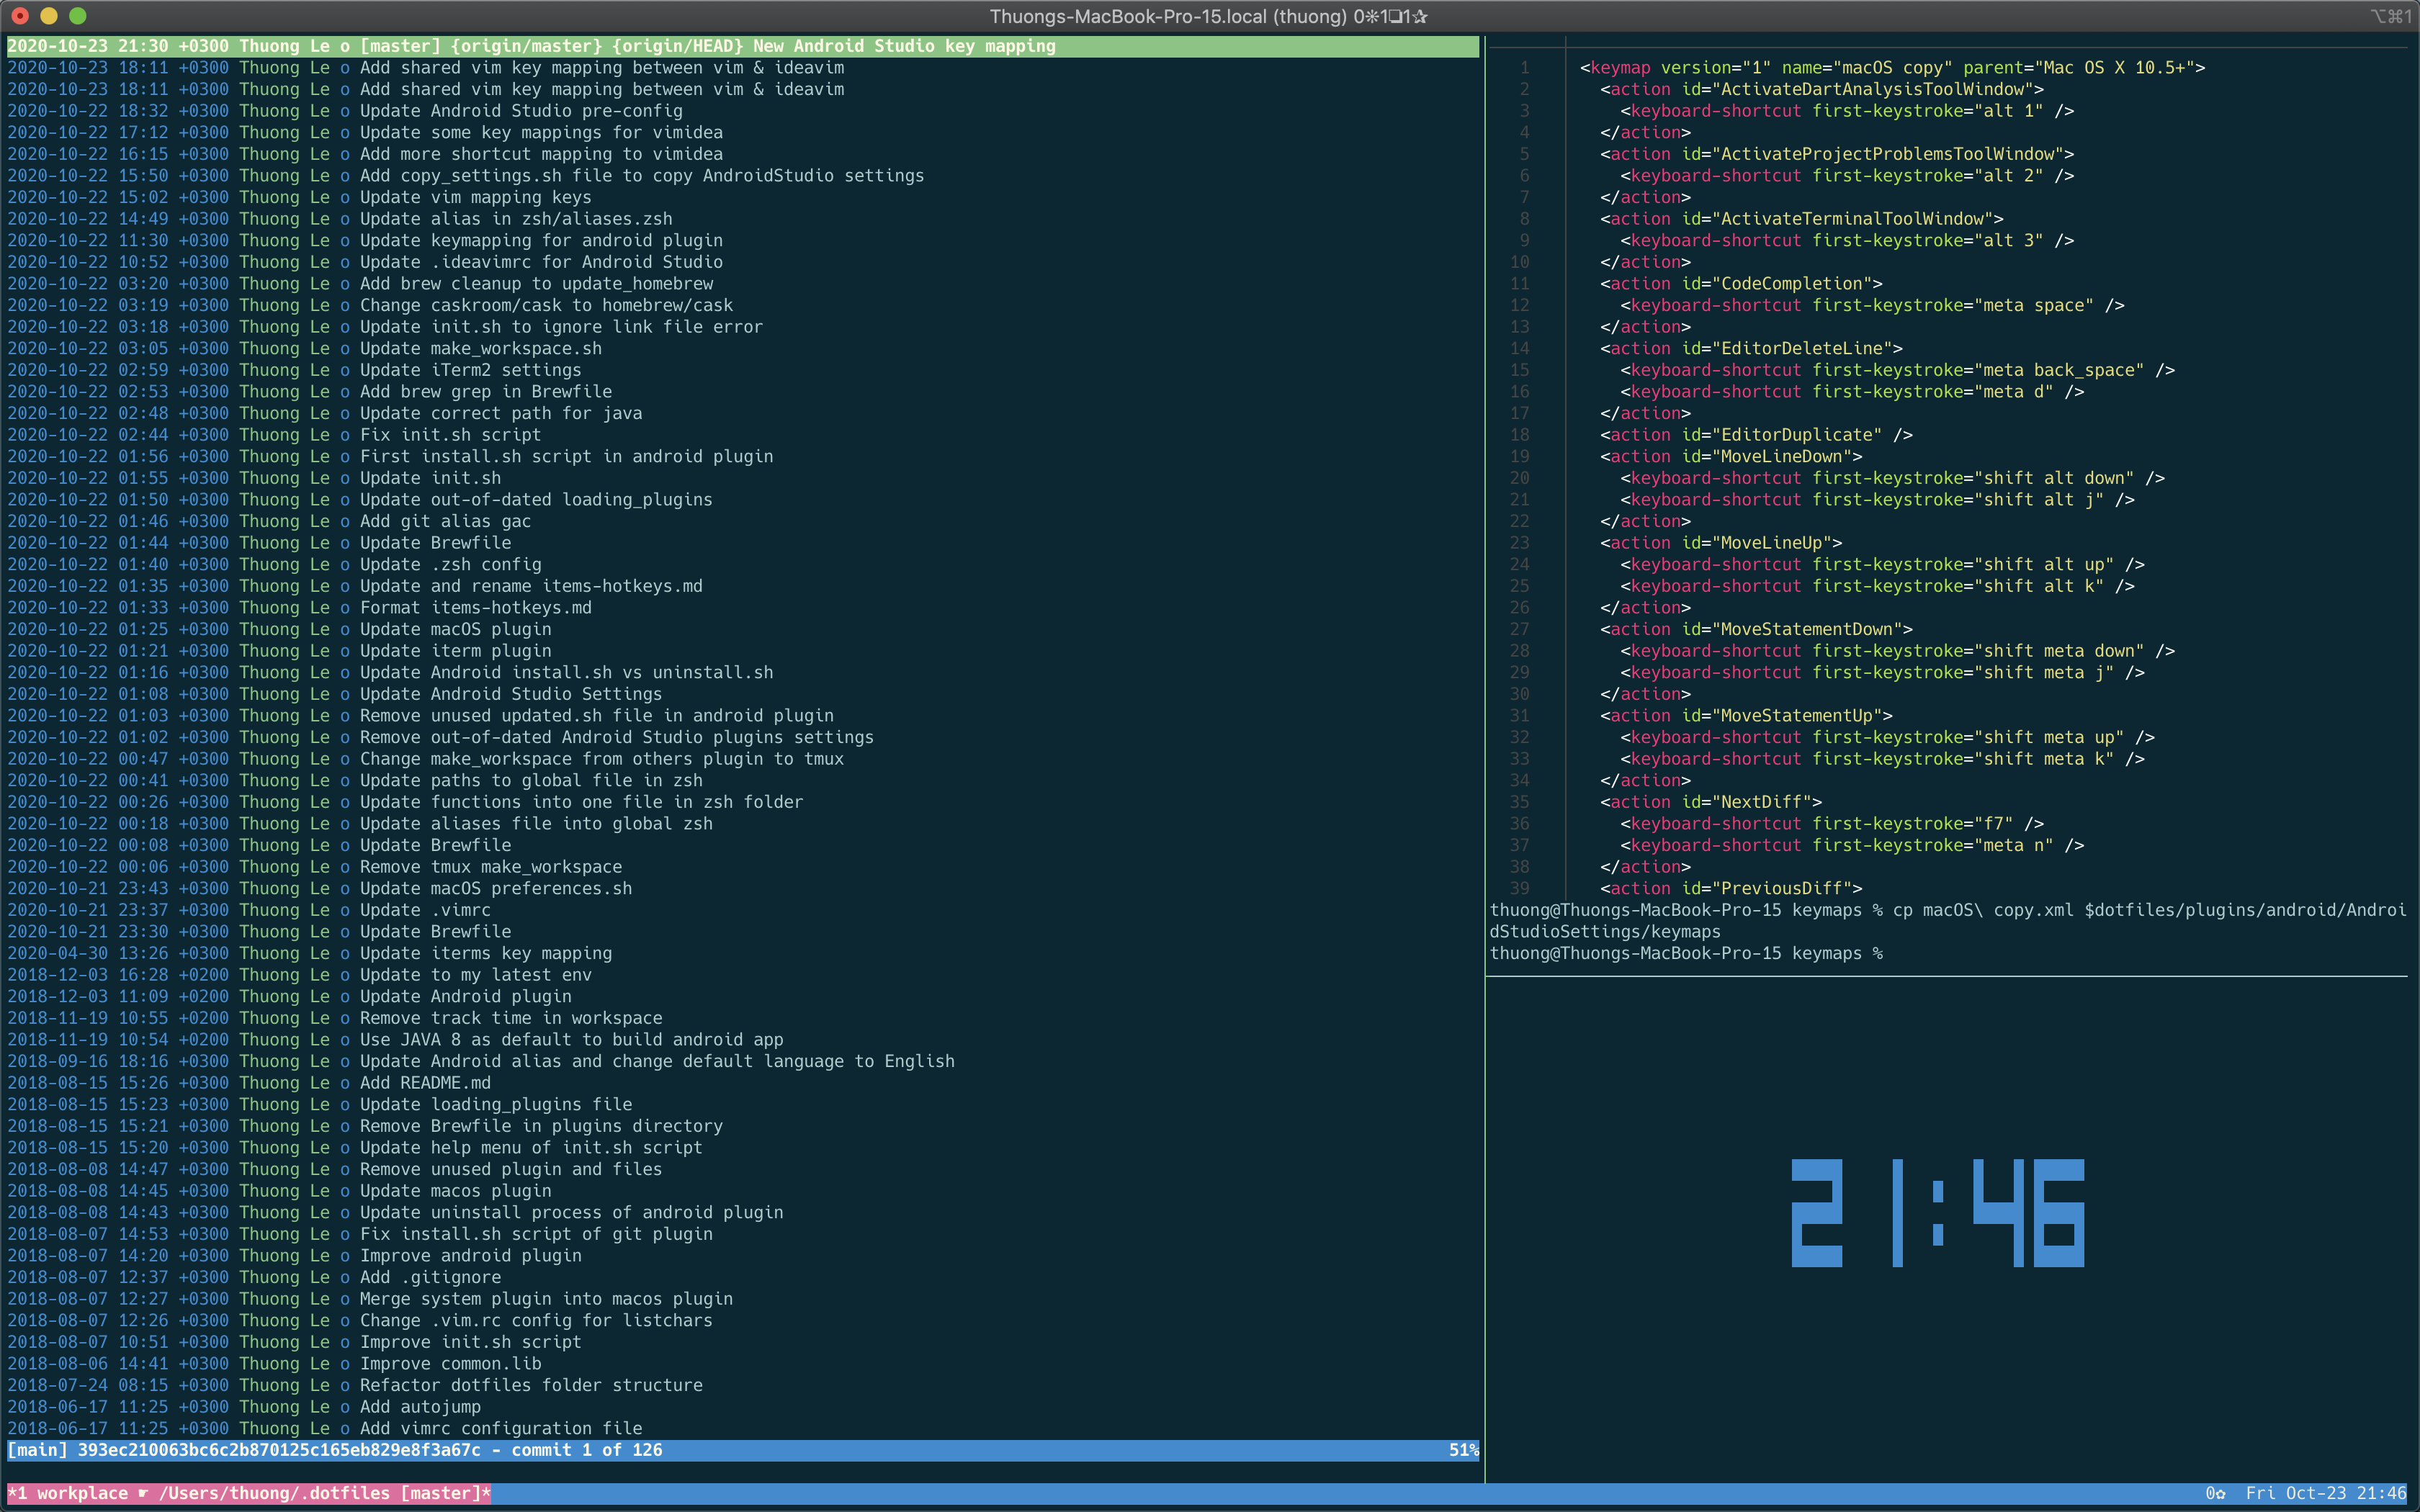 Thuongs-MacBook-Pro-15.local (thuong) 0❊1❏1✰
⌥⌘1
2020-10-23 21:30 +0300 Thuong Le o [master] {origin/master} {origin/HEAD} New Android Studio key mapping
2020-10-23 18:11 +0300 Thuong Le o Add shared vim key mapping between vim & ideavim
2020-10-23 18:11 +0300 Thuong Le o Add shared vim key mapping between vim & ideavim
2020-10-22 18:32 +0300 Thuong Le o Update Android Studio pre-config
2020-10-22 17:12 +0300 Thuong Le o Update some key mappings for vimidea
2020-10-22 16:15 +0300 Thuong Le o Add more shortcut mapping to vimidea
2020-10-22 15:50 +0300 Thuong Le o Add copy_settings.sh file to copy AndroidStudio settings
2020-10-22 15:02 +0300 Thuong Le o Update vim mapping keys
2020-10-22 14:49 +0300 Thuong Le o Update alias in zsh/aliases.zsh
2020-10-22 11:30 +0300 Thuong Le o Update keymapping for android plugin
2020-10-22 10:52 +0300 Thuong Le o Update .ideavimrc for Android Studio
2020-10-22 03:20 +0300 Thuong Le o Add brew cleanup to update_homebrew
2020-10-22 03:19 +0300 Thuong Le o Change caskroom/cask to homebrew/cask
2020-10-22 03:18 +0300 Thuong Le o Update init.sh to ignore link file error
2020-10-22 03:05 +0300 Thuong Le o Update make_workspace.sh
2020-10-22 02:59 +0300 Thuong Le o Update iTerm2 settings
2020-10-22 02:53 +0300 Thuong Le o Add brew grep in Brewfile
2020-10-22 02:48 +0300 Thuong Le o Update correct path for java
2020-10-22 02:44 +0300 Thuong Le o Fix init.sh script
2020-10-22 01:56 +0300 Thuong Le o First install.sh script in android plugin
2020-10-22 01:55 +0300 Thuong Le o Update init.sh
2020-10-22 01:50 +0300 Thuong Le o Update out-of-dated loading_plugins
2020-10-22 01:46 +0300 Thuong Le o Add git alias gac
2020-10-22 01:44 +0300 Thuong Le o Update Brewfile
2020-10-22 01:40 +0300 Thuong Le o Update .zsh config
2020-10-22 01:35 +0300 Thuong Le o Update and rename items-hotkeys.md
2020-10-22 01:33 +0300 Thuong Le o Format items-hotkeys.md
2020-10-22 01:25 +0300 Thuong Le o Update macOS plugin
2020-10-22 01:21 +0300 Thuong Le o Update iterm plugin
2020-10-22 01:16 +0300 Thuong Le o Update Android install.sh vs uninstall.sh
2020-10-22 01:08 +0300 Thuong Le o Update Android Studio Settings
2020-10-22 01:03 +0300 Thuong Le o Remove unused updated.sh file in android plugin
2020-10-22 01:02 +0300 Thuong Le o Remove out-of-dated Android Studio plugins settings
2020-10-22 00:47 +0300 Thuong Le o Change make_workspace from others plugin to tmux
2020-10-22 00:41 +0300 Thuong Le o Update paths to global file in zsh
2020-10-22 00:26 +0300 Thuong Le o Update functions into one file in zsh folder
2020-10-22 00:18 +0300 Thuong Le o Update aliases file into global zsh
2020-10-22 00:08 +0300 Thuong Le o Update Brewfile
2020-10-22 00:06 +0300 Thuong Le o Remove tmux make_workspace
2020-10-21 23:43 +0300 Thuong Le o Update macOS preferences.sh
2020-10-21 23:37 +0300 Thuong Le o Update .vimrc
2020-10-21 23:30 +0300 Thuong Le o Update Brewfile
2020-04-30 13:26 +0300 Thuong Le o Update iterms key mapping
2018-12-03 16:28 +0200 Thuong Le o Update to my latest env
2018-12-03 11:09 +0200 Thuong Le o Update Android plugin
2018-11-19 10:55 +0200 Thuong Le o Remove track time in workspace
2018-11-19 10:54 +0200 Thuong Le o Use JAVA 8 as default to build android app
2018-09-16 18:16 +0300 Thuong Le o Update Android alias and change default language to English
2018-08-15 15:26 +0300 Thuong Le o Add README.md
2018-08-15 15:23 +0300 Thuong Le o Update loading_plugins file
2018-08-15 15:21 +0300 Thuong Le o Remove Brewfile in plugins directory
2018-08-15 15:20 +0300 Thuong Le o Update help menu of init.sh script
2018-08-08 14:47 +0300 Thuong Le o Remove unused plugin and files
2018-08-08 14:45 +0300 Thuong Le o Update macos plugin
2018-08-08 14:43 +0300 Thuong Le o Update uninstall process of android plugin
2018-08-07 14:53 +0300 Thuong Le o Fix install.sh script of git plugin
2018-08-07 14:20 +0300 Thuong Le o Improve android plugin
2018-08-07 12:37 +0300 Thuong Le o Add .gitignore
2018-08-07 12:27 +0300 Thuong Le o Merge system plugin into macos plugin
2018-08-07 12:26 +0300 Thuong Le o Change .vim.rc config for listchars
2018-08-07 10:51 +0300 Thuong Le o Improve init.sh script
2018-08-06 14:41 +0300 Thuong Le o Improve common.lib
2018-07-24 08:15 +0300 Thuong Le o Refactor dotfiles folder structure
2018-06-17 11:25 +0300 Thuong Le o Add autojump
2018-06-17 11:25 +0300 Thuong Le o Add vimrc configuration file
[main] 393ec210063bc6c2b870125c165eb829e8f3a67c - commit 1 of 126 51%
1 <keymap version="1" name="macOS copy" parent="Mac OS X 10.5+">
2 <action id="ActivateDartAnalysisToolWindow">
3 <keyboard-shortcut first-keystroke="alt 1" />
4 </action>
5 <action id="ActivateProjectProblemsToolWindow">
6 <keyboard-shortcut first-keystroke="alt 2" />
7 </action>
8 <action id="ActivateTerminalToolWindow">
9 <keyboard-shortcut first-keystroke="alt 3" />
10 </action>
11 <action id="CodeCompletion">
12 <keyboard-shortcut first-keystroke="meta space" />
13 </action>
14 <action id="EditorDeleteLine">
15 <keyboard-shortcut first-keystroke="meta back_space" />
16 <keyboard-shortcut first-keystroke="meta d" />
17 </action>
18 <action id="EditorDuplicate" />
19 <action id="MoveLineDown">
20 <keyboard-shortcut first-keystroke="shift alt down" />
21 <keyboard-shortcut first-keystroke="shift alt j" />
22 </action>
23 <action id="MoveLineUp">
24 <keyboard-shortcut first-keystroke="shift alt up" />
25 <keyboard-shortcut first-keystroke="shift alt k" />
26 </action>
27 <action id="MoveStatementDown">
28 <keyboard-shortcut first-keystroke="shift meta down" />
29 <keyboard-shortcut first-keystroke="shift meta j" />
30 </action>
31 <action id="MoveStatementUp">
32 <keyboard-shortcut first-keystroke="shift meta up" />
33 <keyboard-shortcut first-keystroke="shift meta k" />
34 </action>
35 <action id="NextDiff">
36 <keyboard-shortcut first-keystroke="f7" />
37 <keyboard-shortcut first-keystroke="meta n" />
38 </action>
39 <action id="PreviousDiff">
thuong@Thuongs-MacBook-Pro-15 keymaps % cp macOS\ copy.xml $dotfiles/plugins/android/Androi
dStudioSettings/keymaps
thuong@Thuongs-MacBook-Pro-15 keymaps %
21:46
*1 workplace ☛ /Users/thuong/.dotfiles [master]*
0✿ Fri Oct-23 21:46